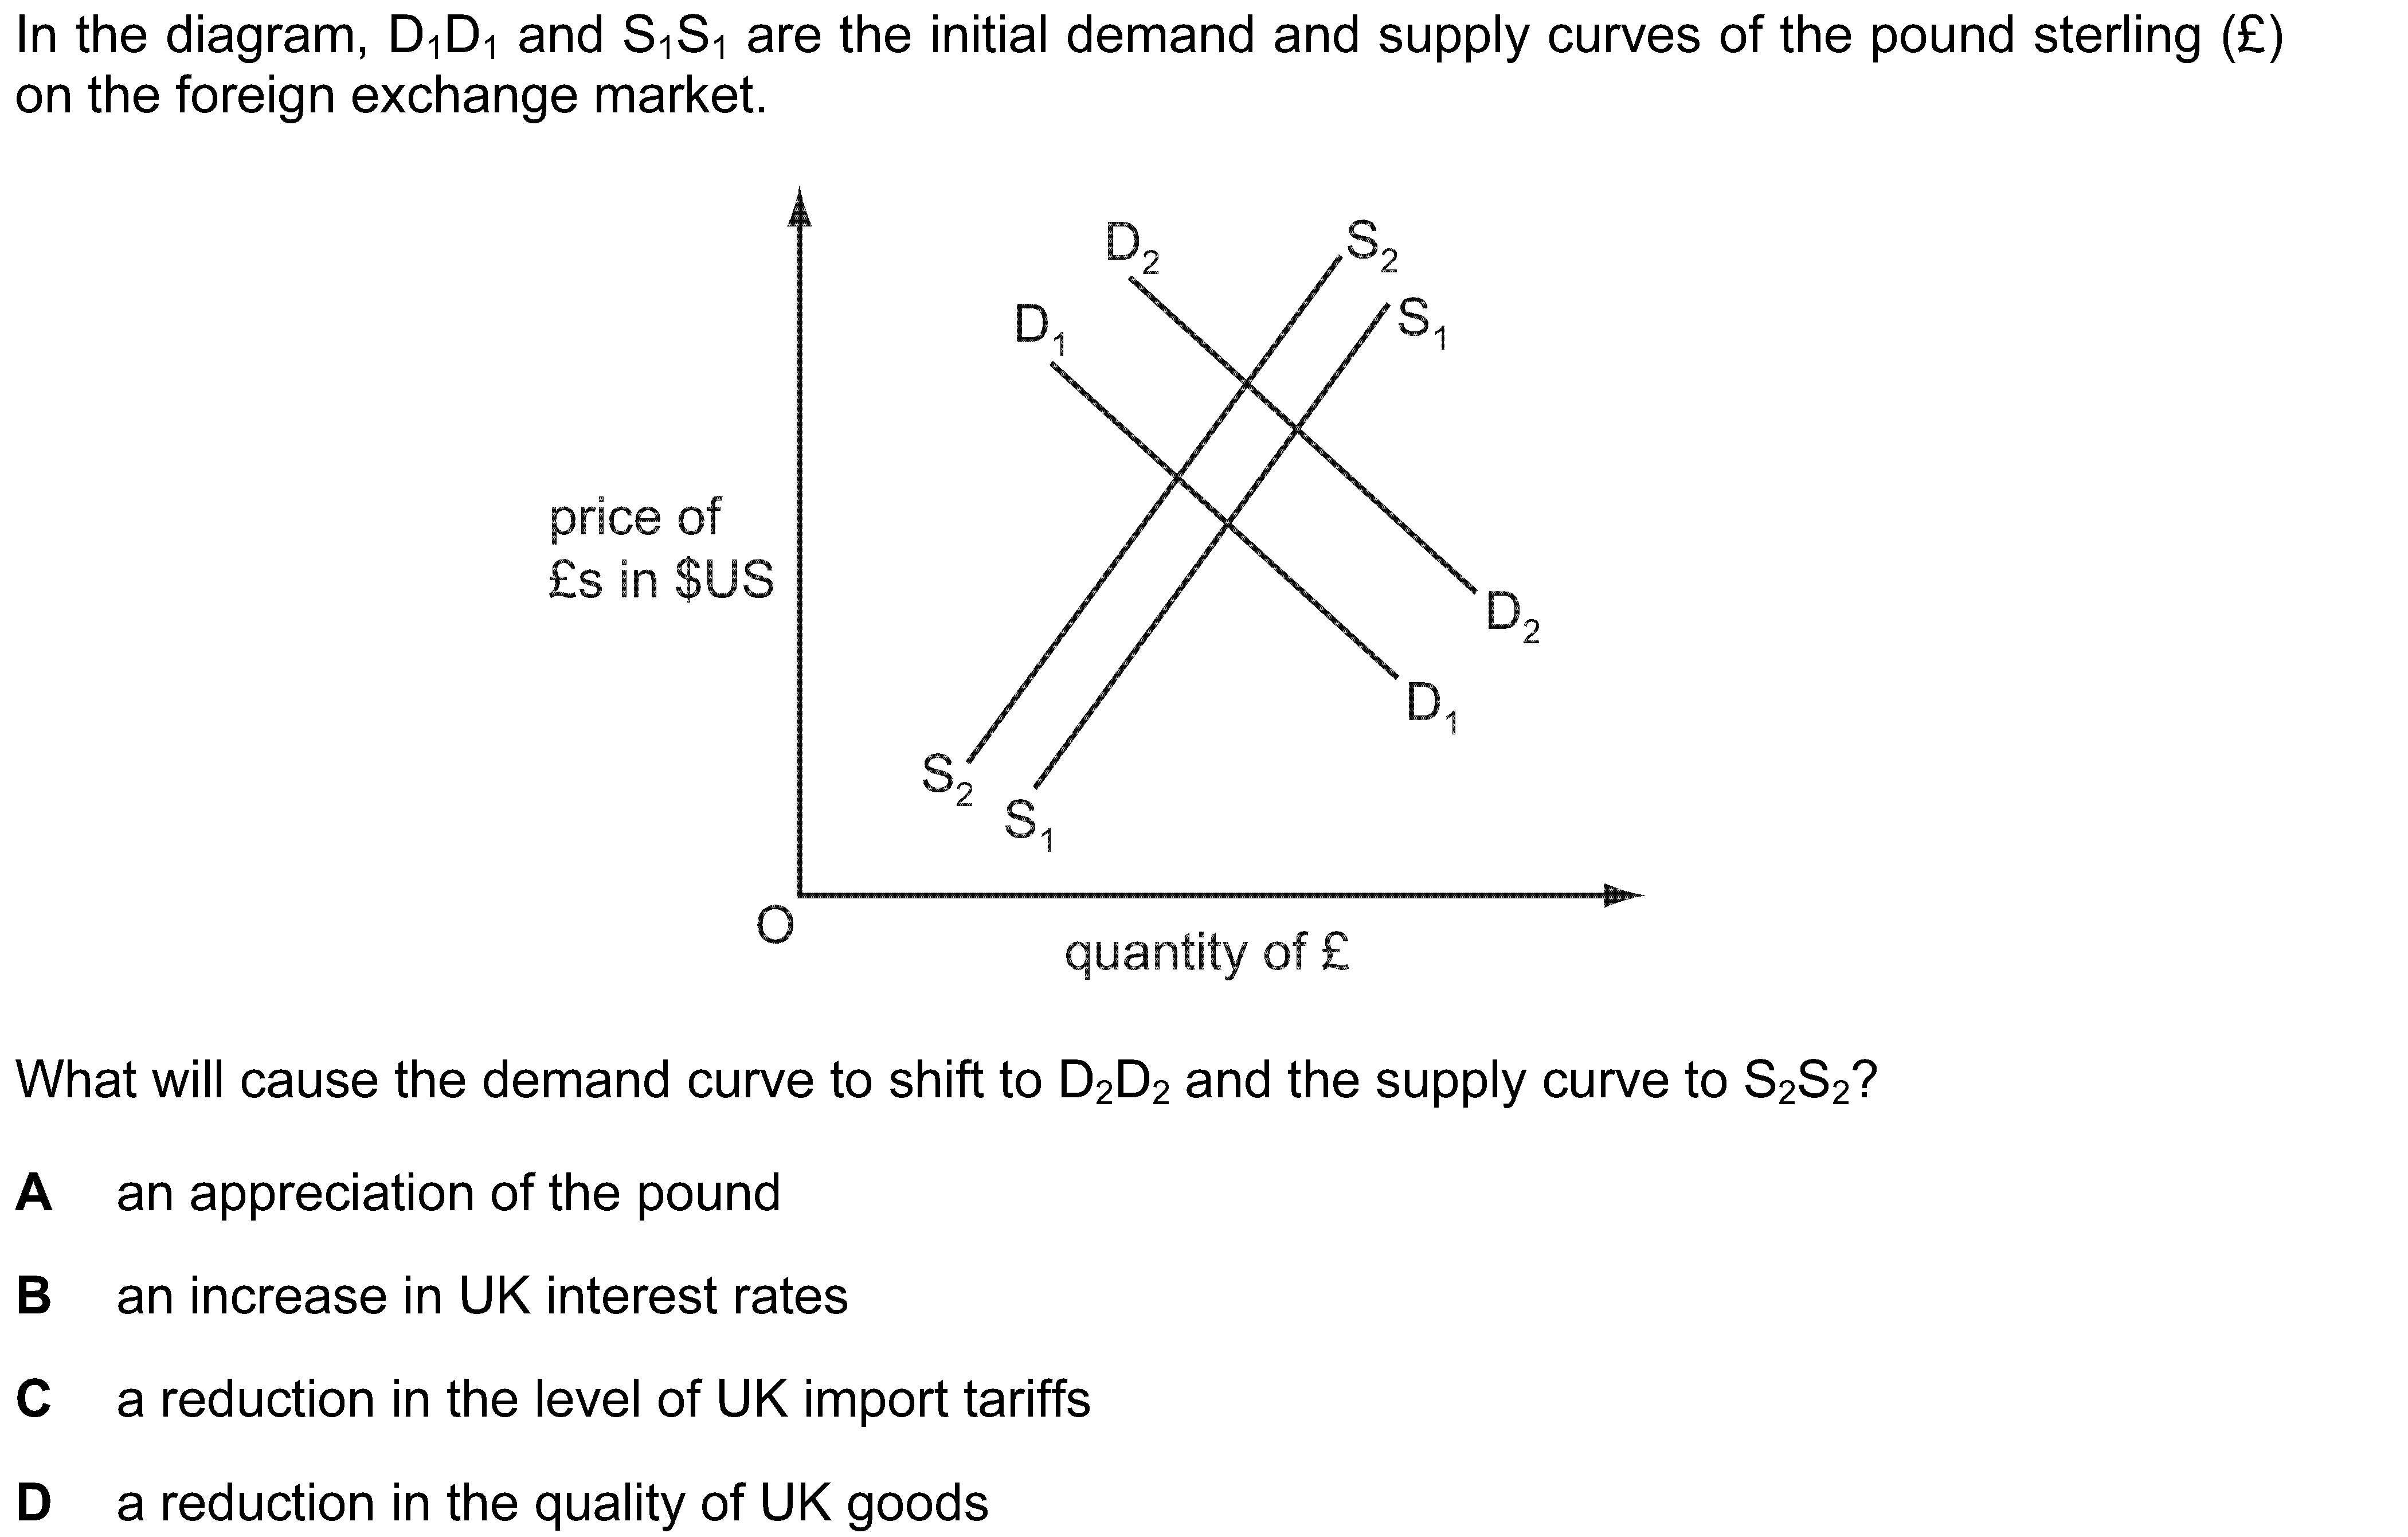 In the diagram, D₁D₁ and S₁S₁ are the initial demand and supply curves of the pound sterling (£)
on the foreign exchange market.
D₂
S₂
D₁
S₁
price of
£s in $US
D₂
D₁
S₂
S₁
O
quantity of £
What will cause the demand curve to shift to D₂D₂ and the supply curve to S₂S₂?
A an appreciation of the pound
B an increase in UK interest rates
C a reduction in the level of UK import tariffs
D a reduction in the quality of UK goods